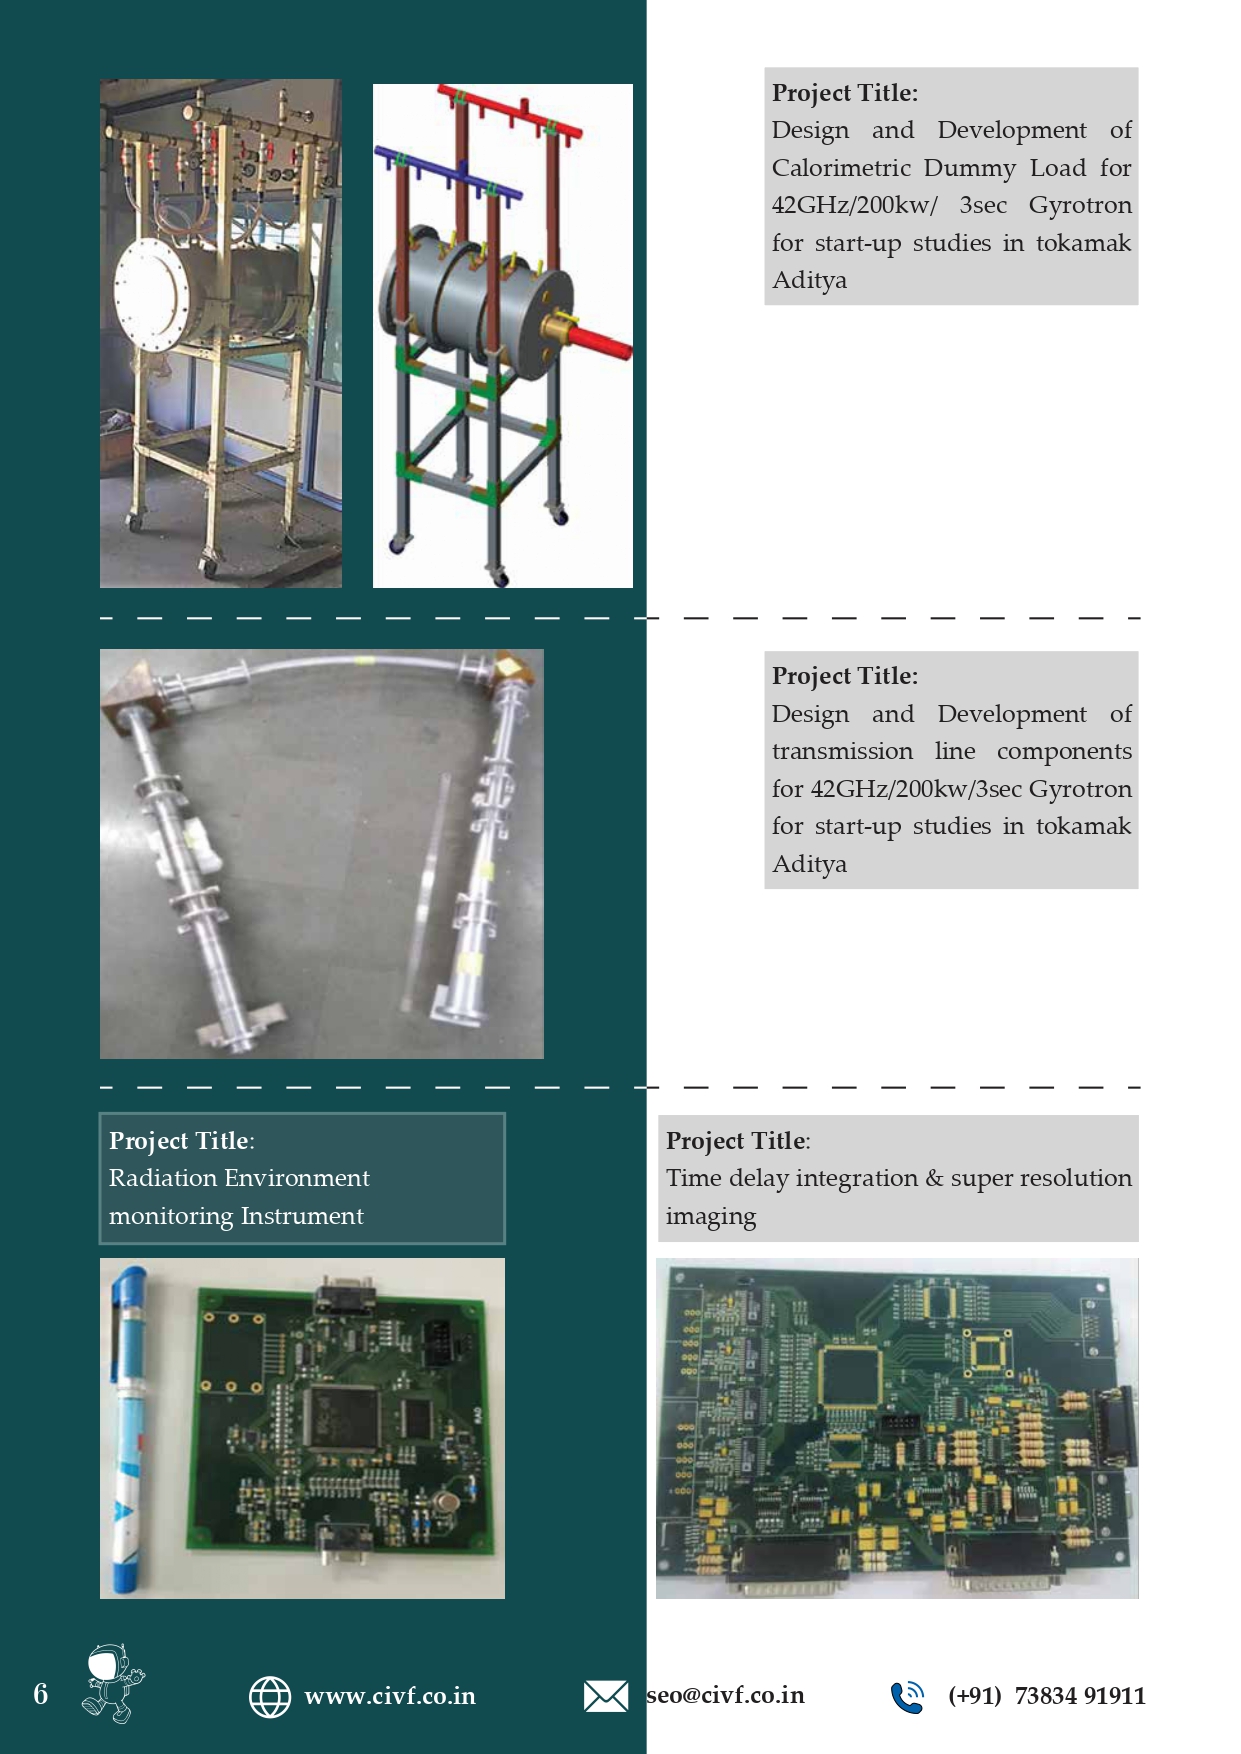 Project Title:
Design and Development of
Calorimetric Dummy Load for
42GHz/200kw/ 3sec Gyrotron
for start-up studies in tokamak
Aditya
Project Title:
Design and Development of
transmission line components
for 42GHz/200kw/3sec Gyrotron
for start-up studies in tokamak
Aditya
Project Title:
Radiation Environment
monitoring Instrument
Project Title:
Time delay integration & super resolution
imaging
RAD
6
www.civf.co.in
seo@civf.co.in
(+91) 73834 91911